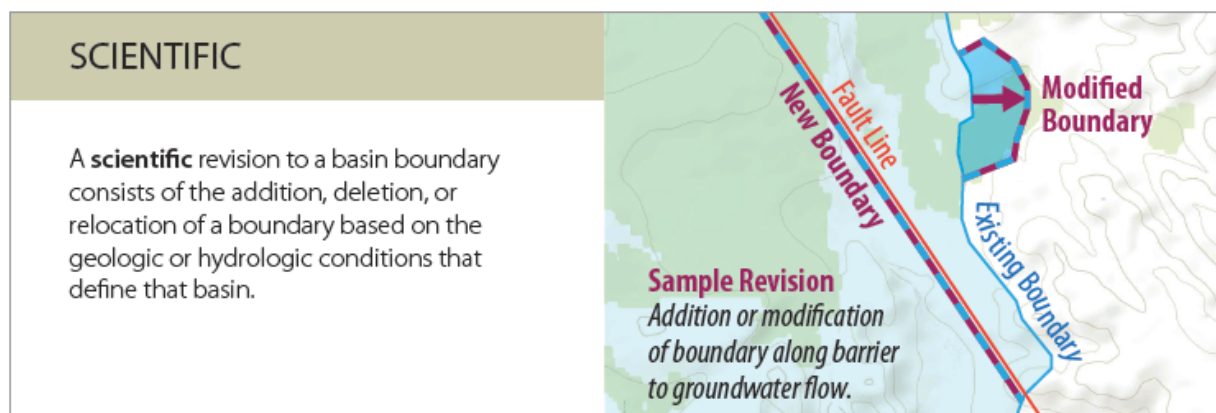 SCIENTIFIC
A scientific revision to a basin boundary
consists of the addition, deletion, or
relocation of a boundary based on the
geologic or hydrologic conditions that
define that basin.
Fault Line
New Boundary
Modified
Boundary
Existing Boundary
Sample Revision
Addition or modification
of boundary along barrier
to groundwater flow.